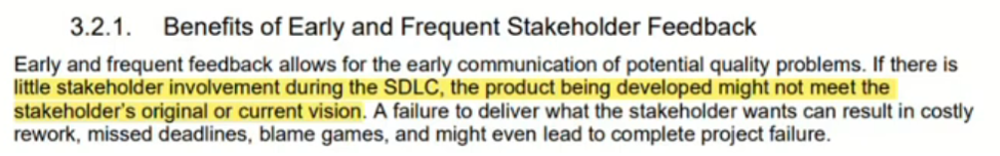 3.2.1. Benefits of Early and Frequent Stakeholder Feedback
Early and frequent feedback allows for the early communication of potential quality problems. If there is
little stakeholder involvement during the SDLC, the product being developed might not meet the
stakeholder's original or current vision. A failure to deliver what the stakeholder wants can result in costly
rework, missed deadlines, blame games, and might even lead to complete project failure.